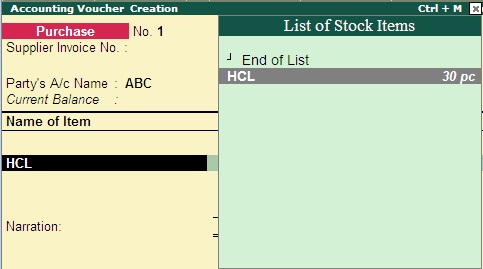 Accounting Voucher Creation Ctrl + M
Purchase No. 1
Supplier Invoice No. :
Party's A/c Name : ABC
Current Balance :
Name of Item
HCL
Narration:
List of Stock Items
End of List
HCL 30 pc